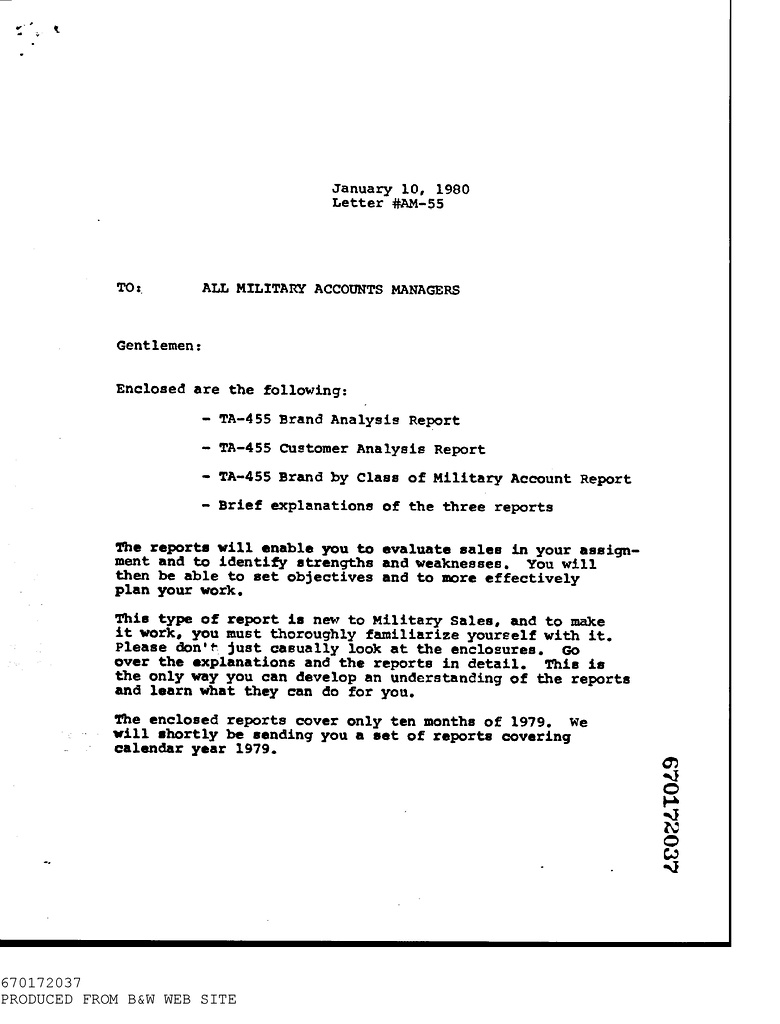 January 10, 1980
Letter #AM-55
TO: ALL MILITARY ACCOUNTS MANAGERS
Gentlemen:
Enclosed are the following:
- TA-455 Brand Analysis Report
- TA-455 Customer Analysis Report
- TA-455 Brand by Class of Military Account Report
- Brief explanations of the three reports
The reports will enable you to evaluate sales in your assign-
ment and to identify strengths and weaknesses. You will
then be able to set objectives and to more effectively
plan your work.
This type of report is new to Military Sales, and to make
it work, you must thoroughly familiarize yourself with it.
Please don't just casually look at the enclosures. Go
over the explanations and the reports in detail. This is
the only way you can develop an understanding of the reports
and learn what they can do for you.
The enclosed reports cover only ten months of 1979. We
will shortly be sending you a set of reports covering
calendar year 1979.
670172037
670172037
PRODUCED FROM B&W WEB SITE